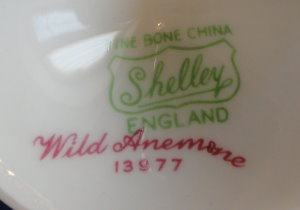 FINE BONE CHINA
Shelley
ENGLAND
Wild Anemone
13977